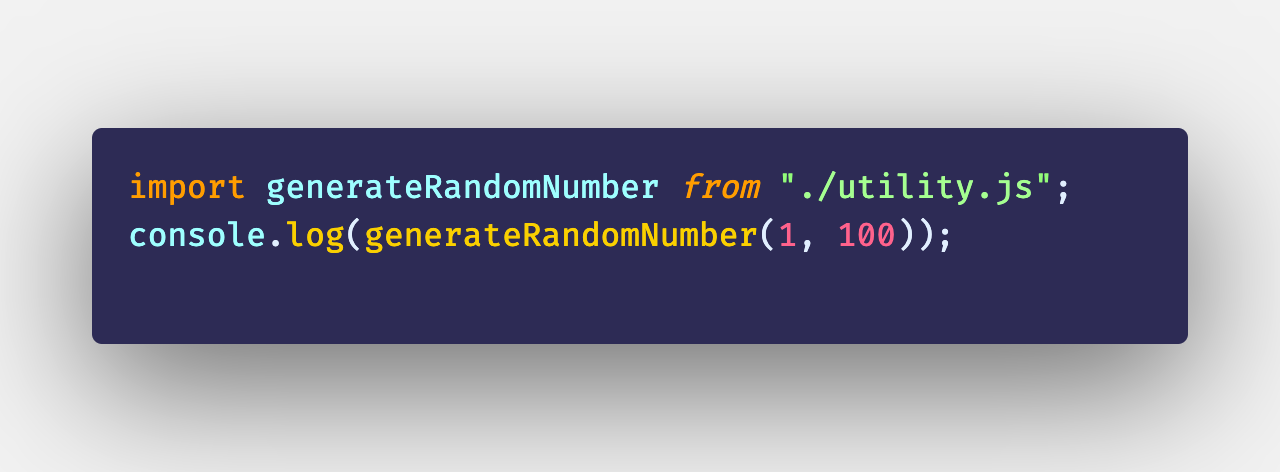 import generateRandomNumber from "./utility.js";
console.log(generateRandomNumber(1, 100));